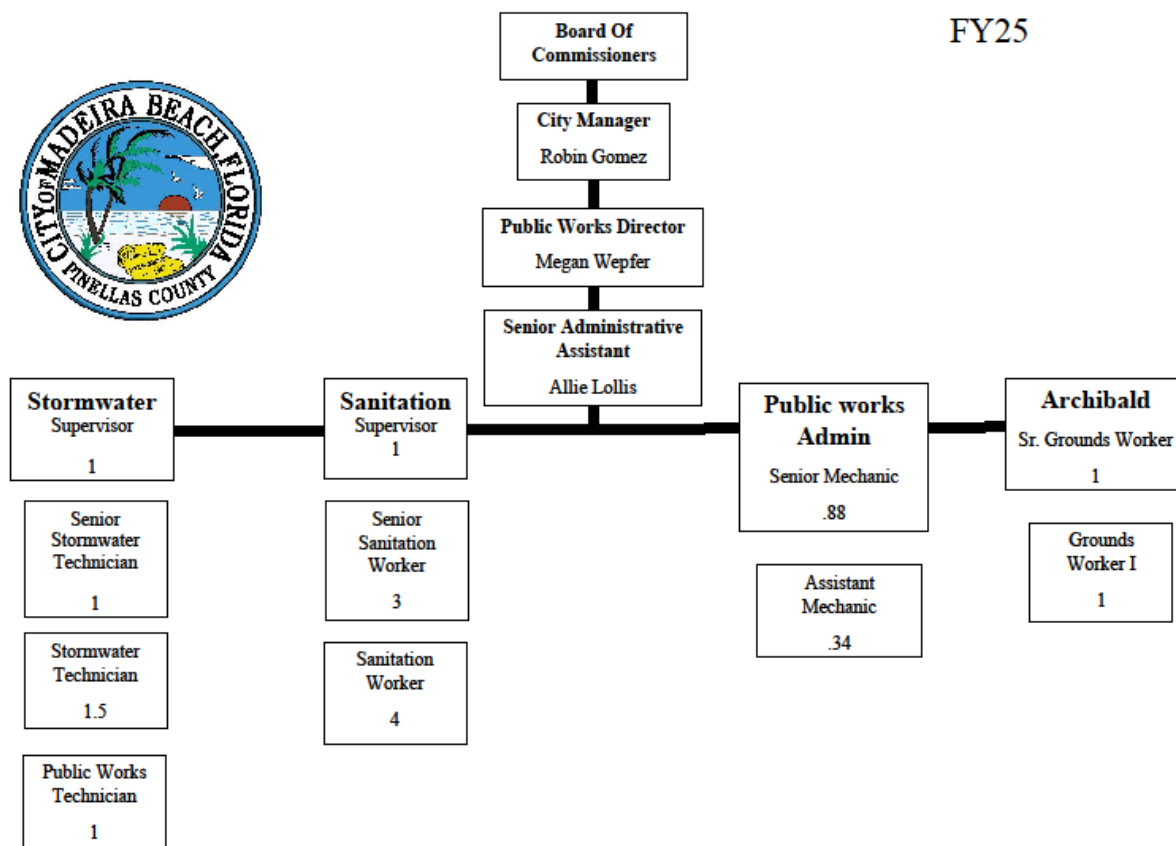 FY25
Board Of
Commissioners
City Manager
Robin Gomez
Public Works Director
Megan Wepfer
Senior Administrative
Assistant
Allie Lollis
CITY OF MADEIRA BEACH, FLORIDA
PINELLAS COUNTY
Stormwater
Supervisor
1
Senior
Stormwater
Technician
1
Stormwater
Technician
1.5
Public Works
Technician
1
Sanitation
Supervisor
1
Senior
Sanitation
Worker
3
Sanitation
Worker
4
Public works
Admin
Senior Mechanic
.88
Assistant
Mechanic
.34
Archibald
Sr. Grounds Worker
1
Grounds
Worker I
1